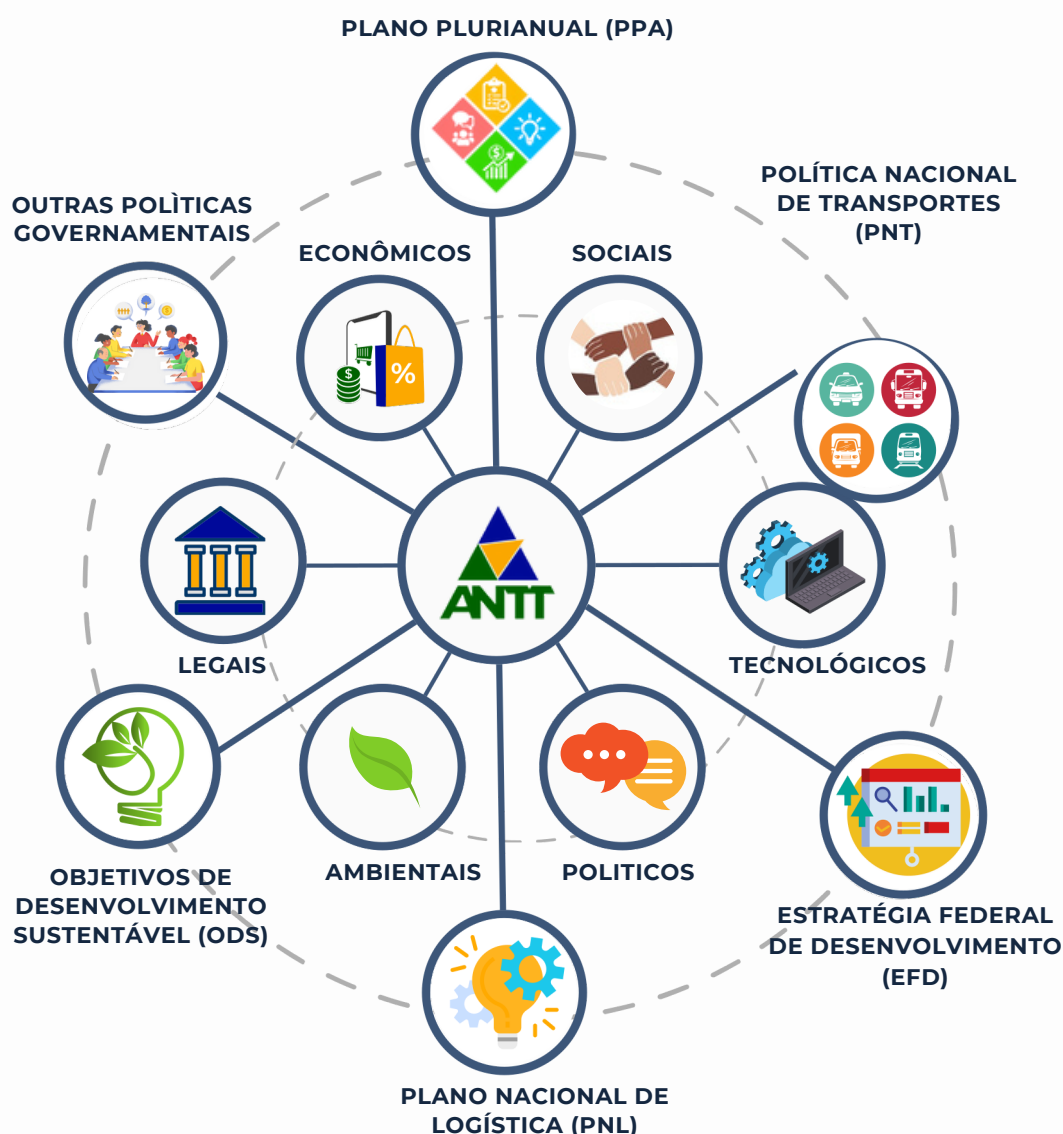 PLANO PLURIANUAL (PPA)
POLÍTICA NACIONAL
DE TRANSPORTES
(PNT)
OUTRAS POLÌTICAS
GOVERNAMENTAIS
ECONÔMICOS
SOCIAIS
$
%
$
ANTT
LEGAIS
TECNOLÓGICOS
AMBIENTAIS
POLITICOS
OBJETIVOS DE
DESENVOLVIMENTO
SUSTENTÁVEL (ODS)
ESTRATÉGIA FEDERAL
DE DESENVOLVIMENTO
(EFD)
PLANO NACIONAL DE
LOGÍSTICA (PNL)